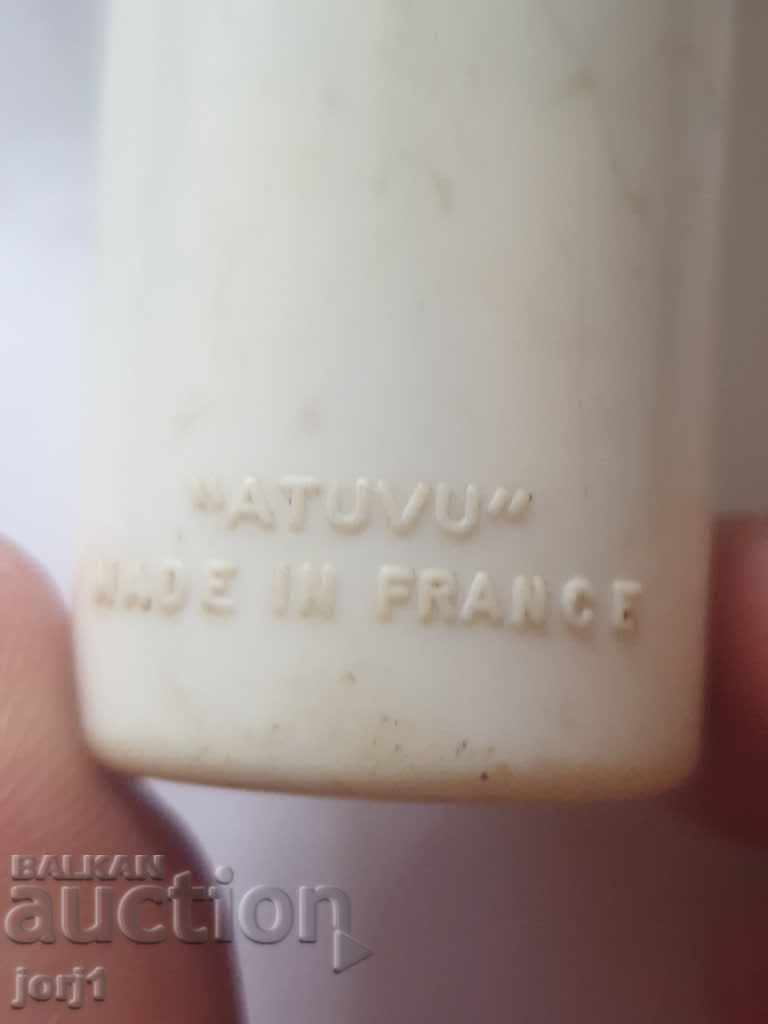 "ATUVU"
MADE IN FRANCE
BALKAN
auction
jorj1